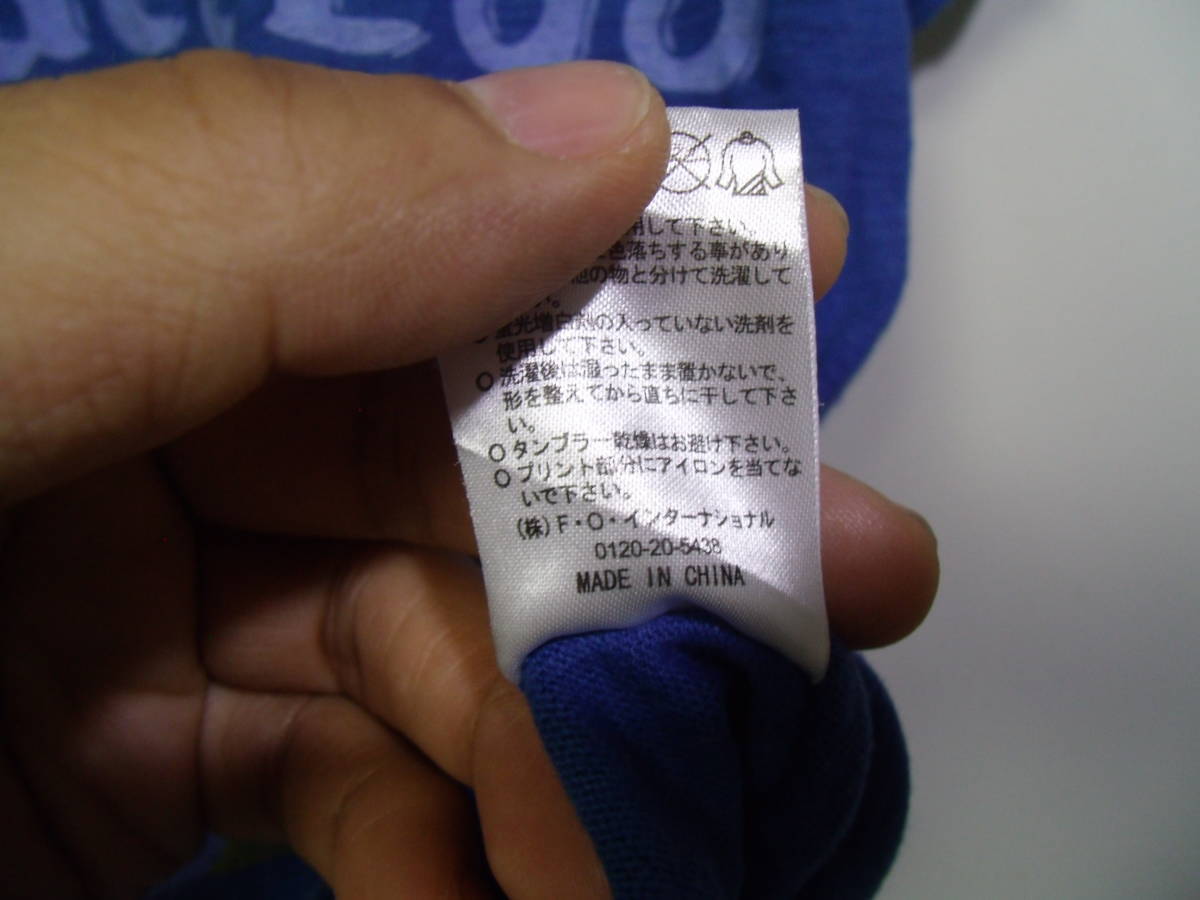 用して下さい。
色落ちする事があり
他の物と分けて洗濯して
い。
蛍光増白剤の入っていない洗剤を
使用して下さい。
○洗濯後は湿ったまま置かないで、
形を整えてから直ちに干して下さ
い。
○タンブラー乾燥はお避け下さい。
○プリント部分にアイロンを当てな
いで下さい。
(株)F・O・インターナショナル
0120-20-5438
MADE IN CHINA